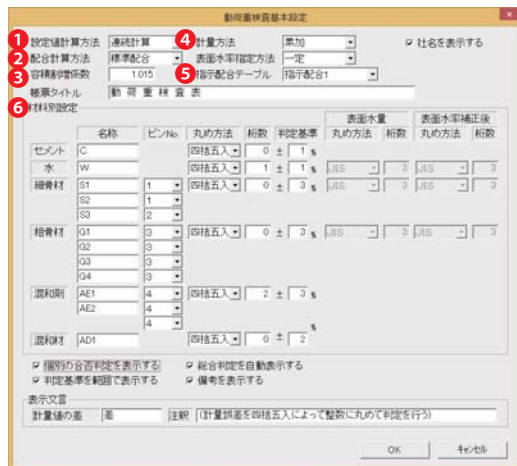 動荷重検査基本設定
1 設定値計算方法 連続計算 4 計量方法 累加 社名を表示する
2 配合計算方法 標準配合 表面水率指定方法 一定
3 容積割増係数 1.015 5 指示配合テーブル 指示配合1
帳票タイトル 動 荷 重 検 査 表
6 材料別設定
表面水量 表面水率補正後
名称 ビンNo 丸め方法 桁数 判定基準 丸め方法 桁数 丸め方法 桁数
セメント C 四捨五入 0 ± 1 %
水 W 四捨五入 1 ± 1 % JIS 3 JIS 3
細骨材 S1 1 四捨五入 0 ± 3 % JIS 3 JIS 3
S2 1
S3 2
粗骨材 G1 3 四捨五入 0 ± 3 % JIS 3 JIS 3
G2 3
G3 3
G4 3
混和剤 AE1 4 四捨五入 2 ± 3 %
AE2 4
4 %
混和材 AD1 四捨五入 0 ± 2
個別の合否判定を表示する 総合判定を自動表示する
判定基準を範囲で表示する 備考を表示する
表示文言
計量値の差 差 注釈 (計量誤差を四捨五入によって整数に丸めて判定を行う)
OK キャンセル